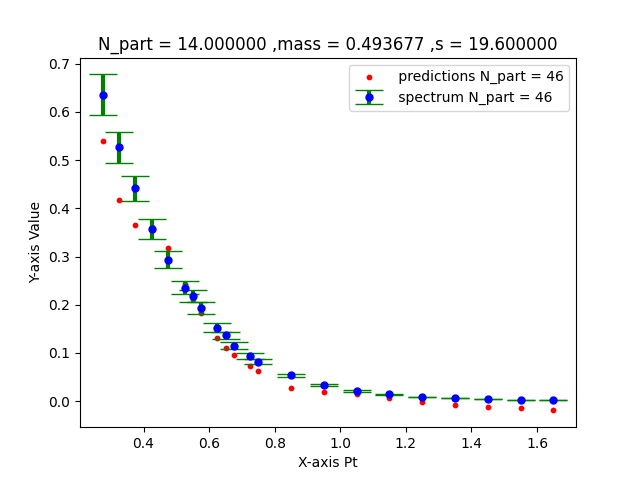 N_part = 14.000000 ,mass = 0.493677 ,s = 19.600000
predictions N_part = 46
spectrum N_part = 46
Y-axis Value
0.7
0.6
0.5
0.4
0.3
0.2
0.1
0.0
0.4 0.6 0.8 1.0 1.2 1.4 1.6
X-axis Pt